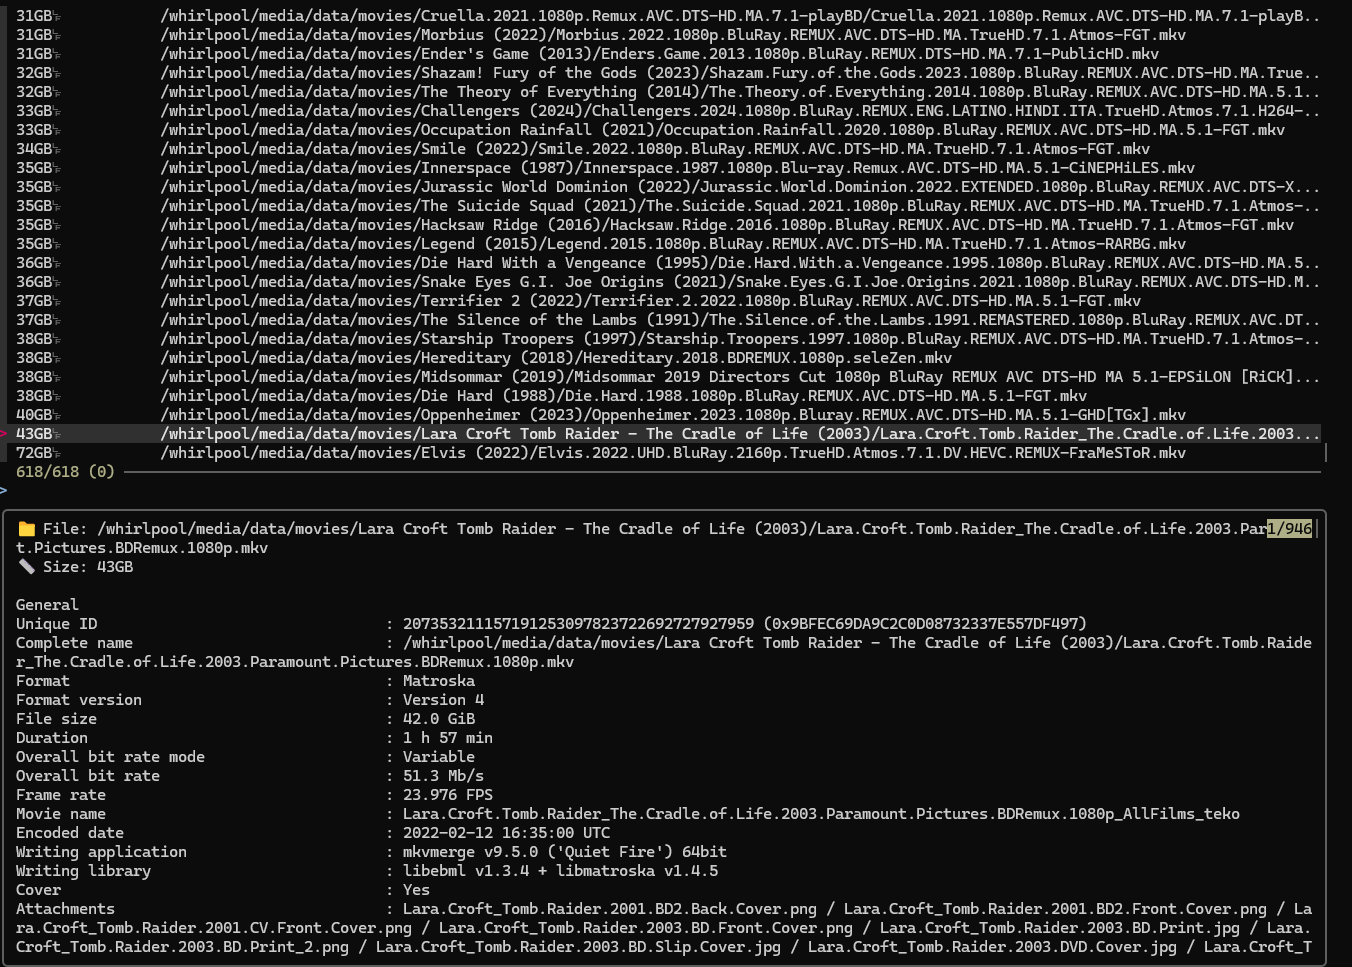 31GB /whirlpool/media/data/movies/Cruella.2021.1080p.Remux.AVC.DTS-HD.MA.7.1-playBD/Cruella.2021.1080p.Remux.AVC.DTS-HD.MA.7.1-playB..
31GB /whirlpool/media/data/movies/Morbius (2022)/Morbius.2022.1080p.BluRay.REMUX.AVC.DTS-HD.MA.TrueHD.7.1.Atmos-FGT.mkv
31GB /whirlpool/media/data/movies/Ender's Game (2013)/Enders.Game.2013.1080p.BluRay.REMUX.DTS-HD.MA.7.1-PublicHD.mkv
32GB /whirlpool/media/data/movies/Shazam! Fury of the Gods (2023)/Shazam.Fury.of.the.Gods.2023.1080p.BluRay.REMUX.AVC.DTS-HD.MA.True..
32GB /whirlpool/media/data/movies/The Theory of Everything (2014)/The.Theory.of.Everything.2014.1080p.BluRay.REMUX.AVC.DTS-HD.MA.5.1..
33GB /whirlpool/media/data/movies/Challengers (2024)/Challengers.2024.1080p.BluRay.REMUX.ENG.LATINO.HINDI.ITA.TrueHD.Atmos.7.1.H264-..
33GB /whirlpool/media/data/movies/Occupation Rainfall (2021)/Occupation.Rainfall.2020.1080p.BluRay.REMUX.AVC.DTS-HD.MA.5.1-FGT.mkv
34GB /whirlpool/media/data/movies/Smile (2022)/Smile.2022.1080p.BluRay.REMUX.AVC.DTS-HD.MA.TrueHD.7.1.Atmos-FGT.mkv
35GB /whirlpool/media/data/movies/Innerspace (1987)/Innerspace.1987.1080p.Blu-ray.Remux.AVC.DTS-HD.MA.5.1-CiNEPHiLES.mkv
35GB /whirlpool/media/data/movies/Jurassic World Dominion (2022)/Jurassic.World.Dominion.2022.EXTENDED.1080p.BluRay.REMUX.AVC.DTS-X...
35GB /whirlpool/media/data/movies/The Suicide Squad (2021)/The.Suicide.Squad.2021.1080p.BluRay.REMUX.AVC.DTS-HD.MA.TrueHD.7.1.Atmos-..
35GB /whirlpool/media/data/movies/Hacksaw Ridge (2016)/Hacksaw.Ridge.2016.1080p.BluRay.REMUX.AVC.DTS-HD.MA.TrueHD.7.1.Atmos-FGT.mkv
35GB /whirlpool/media/data/movies/Legend (2015)/Legend.2015.1080p.BluRay.REMUX.AVC.DTS-HD.MA.TrueHD.7.1.Atmos-RARBG.mkv
36GB /whirlpool/media/data/movies/Die Hard With a Vengeance (1995)/Die.Hard.With.a.Vengeance.1995.1080p.BluRay.REMUX.AVC.DTS-HD.MA.5..
36GB /whirlpool/media/data/movies/Snake Eyes G.I. Joe Origins (2021)/Snake.Eyes.G.I.Joe.Origins.2021.1080p.BluRay.REMUX.AVC.DTS-HD.M..
37GB /whirlpool/media/data/movies/Terrifier 2 (2022)/Terrifier.2.2022.1080p.BluRay.REMUX.AVC.DTS-HD.MA.5.1-FGT.mkv
37GB /whirlpool/media/data/movies/The Silence of the Lambs (1991)/The.Silence.of.the.Lambs.1991.REMASTERED.1080p.BluRay.REMUX.AVC.DT..
38GB /whirlpool/media/data/movies/Starship Troopers (1997)/Starship.Troopers.1997.1080p.BluRay.REMUX.AVC.DTS-HD.MA.TrueHD.7.1.Atmos-..
38GB /whirlpool/media/data/movies/Hereditary (2018)/Hereditary.2018.BDREMUX.1080p.seleZen.mkv
38GB /whirlpool/media/data/movies/Midsommar (2019)/Midsommar 2019 Directors Cut 1080p BluRay REMUX AVC DTS-HD MA 5.1-EPSiLON [RiCK]...
38GB /whirlpool/media/data/movies/Die Hard (1988)/Die.Hard.1988.1080p.BluRay.REMUX.AVC.DTS-HD.MA.5.1-FGT.mkv
40GB /whirlpool/media/data/movies/Oppenheimer (2023)/Oppenheimer.2023.1080p.Bluray.REMUX.AVC.DTS-HD.MA.5.1-GHD[TGx].mkv
> 43GB /whirlpool/media/data/movies/Lara Croft Tomb Raider - The Cradle of Life (2003)/Lara.Croft.Tomb.Raider_The.Cradle.of.Life.2003...
72GB /whirlpool/media/data/movies/Elvis (2022)/Elvis.2022.UHD.BluRay.2160p.TrueHD.Atmos.7.1.DV.HEVC.REMUX-FraMeSToR.mkv
618/618 (0)
>
File: /whirlpool/media/data/movies/Lara Croft Tomb Raider - The Cradle of Life (2003)/Lara.Croft.Tomb.Raider_The.Cradle.of.Life.2003.Par1/946
t.Pictures.BDRemux.1080p.mkv
Size: 43GB
General
Unique ID : 207353211157191253097823722692727927959 (0x9BFEC69DA9C2C0D08732337E557DF497)
Complete name : /whirlpool/media/data/movies/Lara Croft Tomb Raider - The Cradle of Life (2003)/Lara.Croft.Tomb.Raide
r_The.Cradle.of.Life.2003.Paramount.Pictures.BDRemux.1080p.mkv
Format : Matroska
Format version : Version 4
File size : 42.0 GiB
Duration : 1 h 57 min
Overall bit rate mode : Variable
Overall bit rate : 51.3 Mb/s
Frame rate : 23.976 FPS
Movie name : Lara.Croft.Tomb.Raider_The.Cradle.of.Life.2003.Paramount.Pictures.BDRemux.1080p_AllFilms_teko
Encoded date : 2022-02-12 16:35:00 UTC
Writing application : mkvmerge v9.5.0 ('Quiet Fire') 64bit
Writing library : libebml v1.3.4 + libmatroska v1.4.5
Cover : Yes
Attachments : Lara.Croft_Tomb.Raider.2001.BD2.Back.Cover.png / Lara.Croft_Tomb.Raider.2001.BD2.Front.Cover.png / La
ra.Croft_Tomb.Raider.2001.CV.Front.Cover.png / Lara.Croft_Tomb.Raider.2003.BD.Front.Cover.png / Lara.Croft_Tomb.Raider.2003.BD.Print.jpg / Lara.
Croft_Tomb.Raider.2003.BD.Print_2.png / Lara.Croft_Tomb.Raider.2003.BD.Slip.Cover.jpg / Lara.Croft_Tomb.Raider.2003.DVD.Cover.jpg / Lara.Croft_T